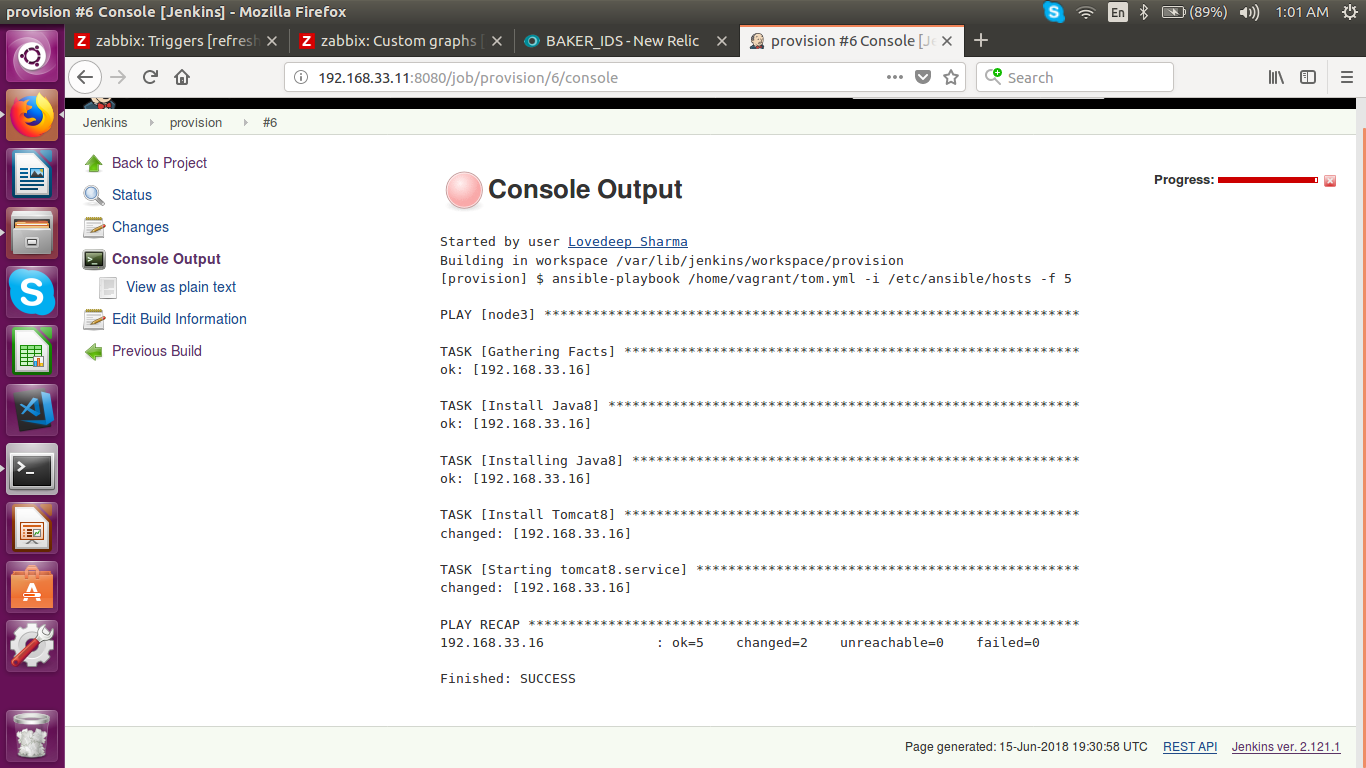 provision #6 Console [Jenkins] - Mozilla Firefox
En
(89%)
1:01 AM
zabbix: Triggers [refresh
zabbix: Custom graphs [
BAKER_IDS - New Relic
provision #6 Console [Je
192.168.33.11:8080/job/provision/6/console
Search
Jenkins
provision
#6
Back to Project
Status
Changes
Console Output
View as plain text
Edit Build Information
Previous Build
Console Output
Progress:
Started by user Lovedeep Sharma
Building in workspace /var/lib/jenkins/workspace/provision
[provision] $ ansible-playbook /home/vagrant/tom.yml -i /etc/ansible/hosts -f 5
PLAY [node3] *******************************************************************
TASK [Gathering Facts] *********************************************************
ok: [192.168.33.16]
TASK [Install Java8] ***********************************************************
ok: [192.168.33.16]
TASK [Installing Java8] ********************************************************
ok: [192.168.33.16]
TASK [Install Tomcat8] *********************************************************
changed: [192.168.33.16]
TASK [Starting tomcat8.service] ************************************************
changed: [192.168.33.16]
PLAY RECAP *********************************************************************
192.168.33.16              : ok=5    changed=2    unreachable=0    failed=0
Finished: SUCCESS
Page generated: 15-Jun-2018 19:30:58 UTC
REST API
Jenkins ver. 2.121.1